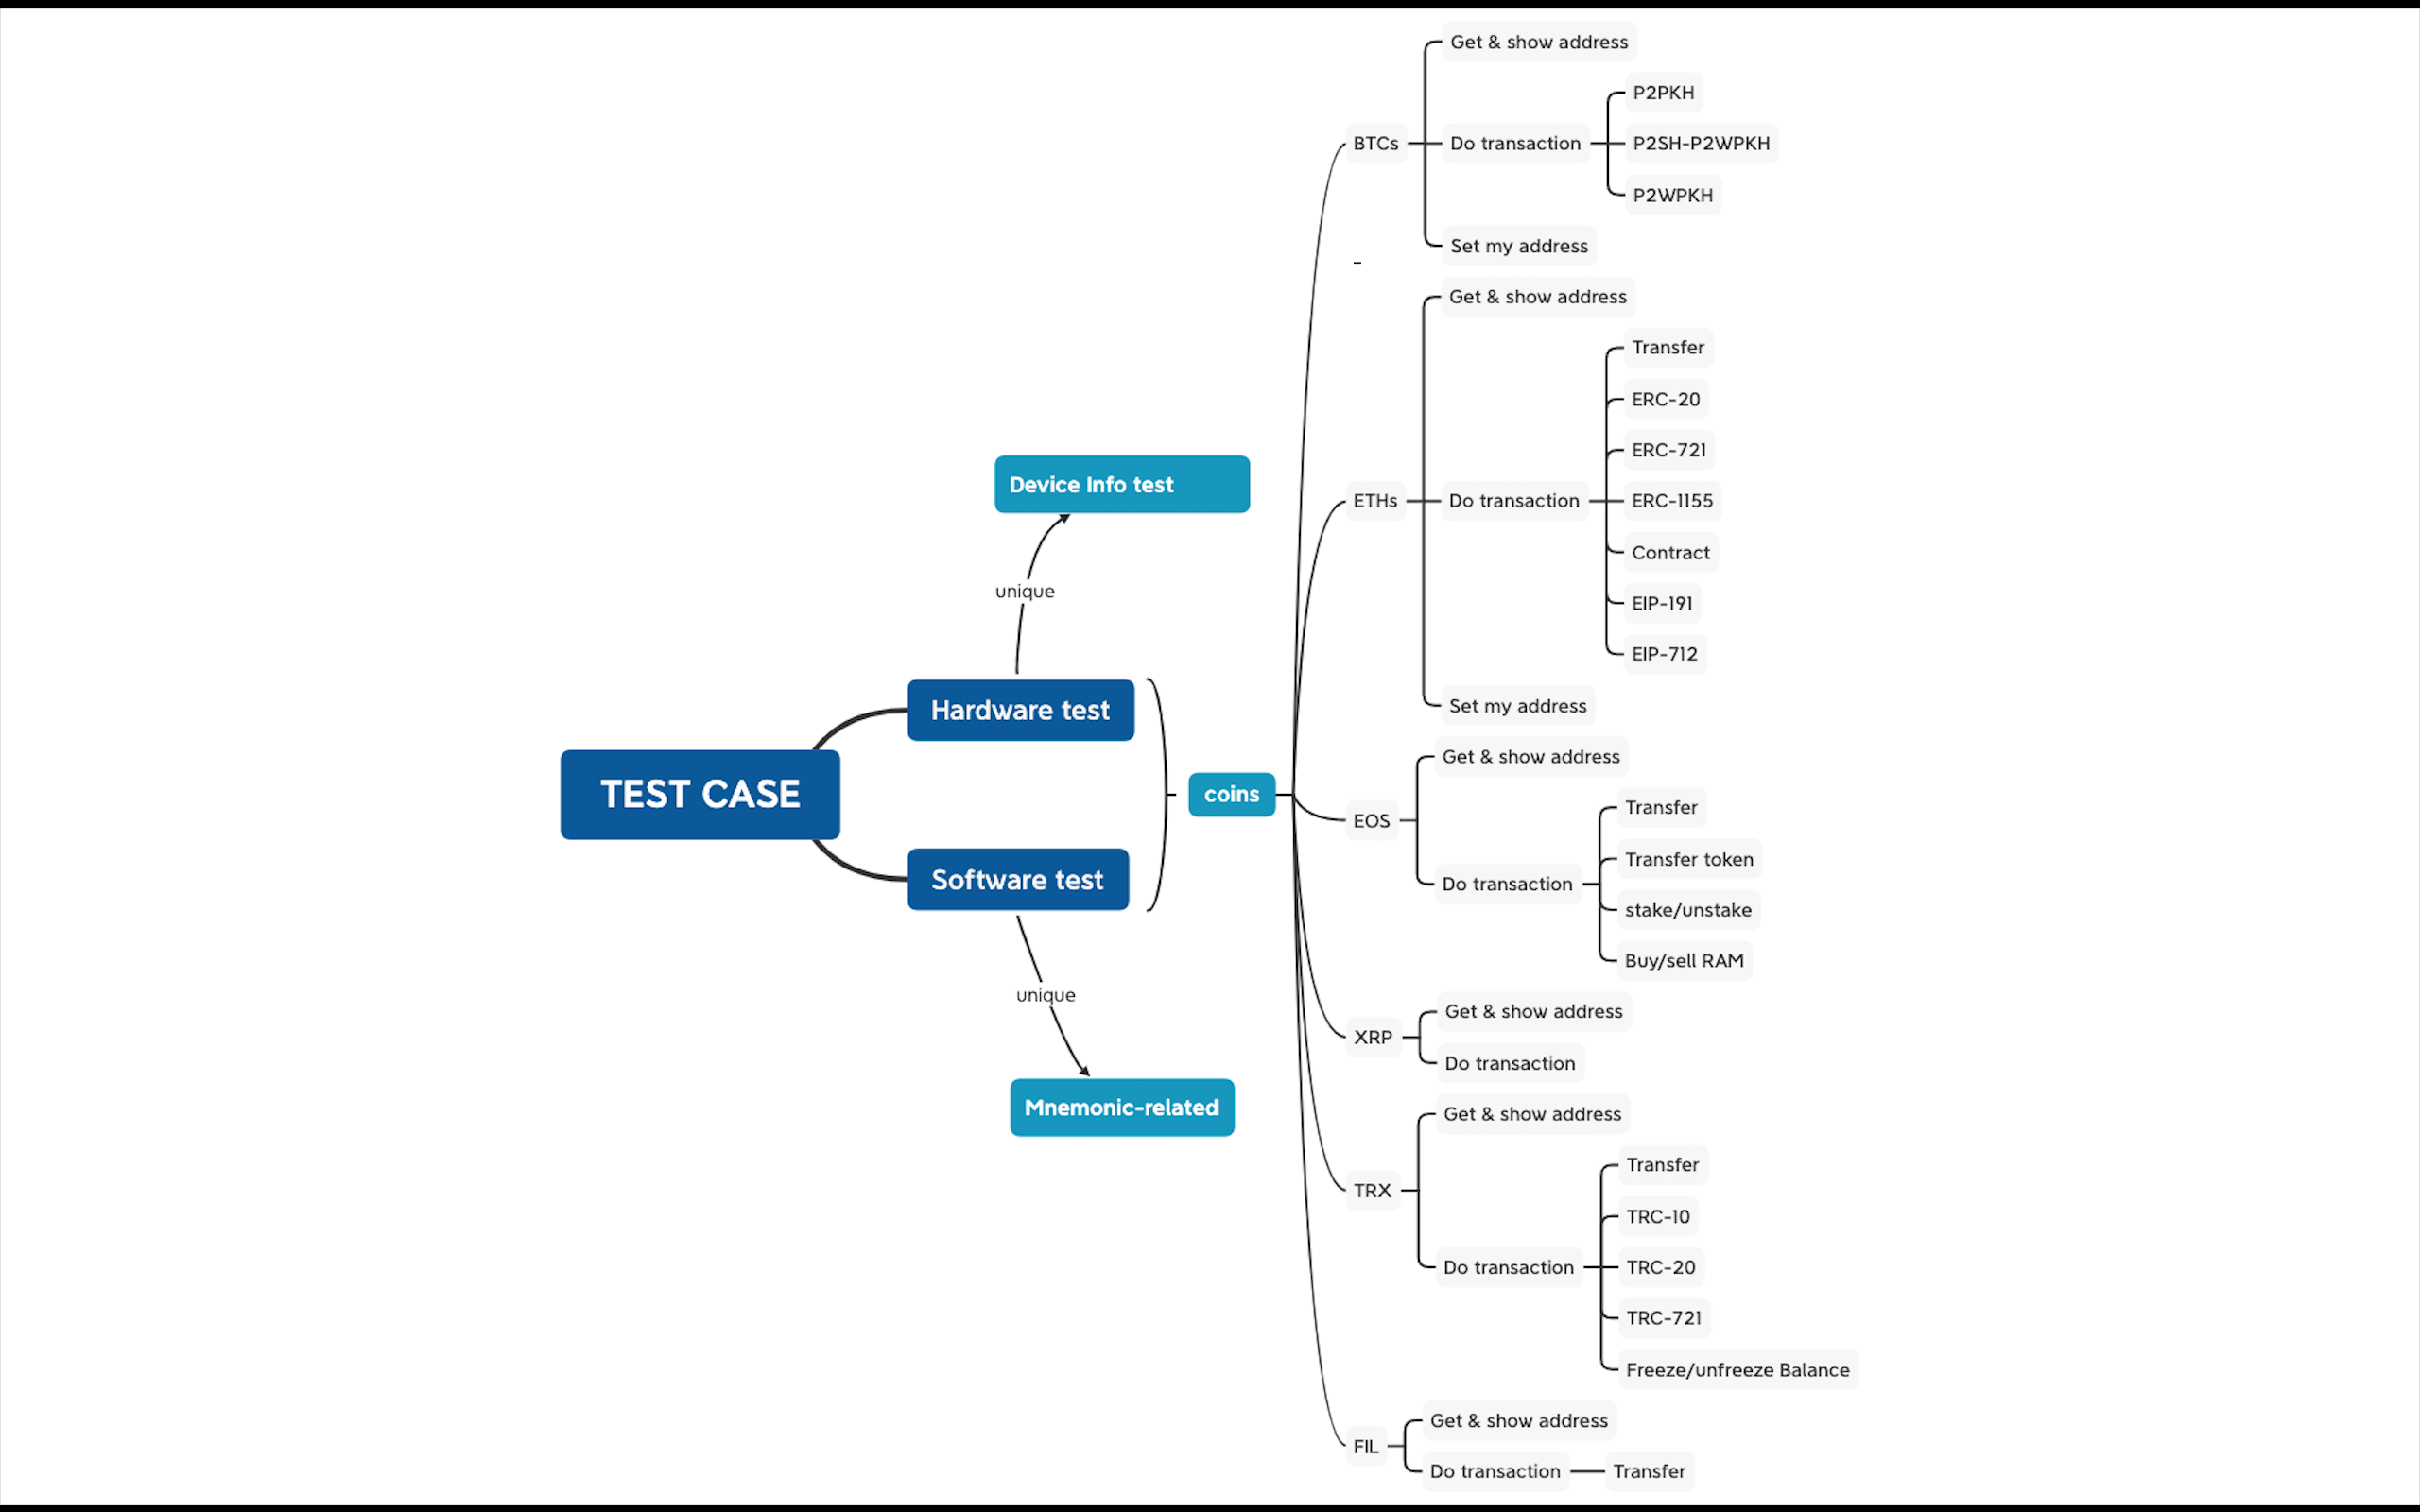 TEST CASE
Hardware test
unique
Device Info test
Software test
unique
Mnemonic-related
coins
BTCs
Get & show address
Do transaction
P2PKH
P2SH-P2WPKH
P2WPKH
Set my address
-
ETHs
Get & show address
Do transaction
Transfer
ERC-20
ERC-721
ERC-1155
Contract
EIP-191
EIP-712
Set my address
EOS
Get & show address
Do transaction
Transfer
Transfer token
stake/unstake
Buy/sell RAM
XRP
Get & show address
Do transaction
TRX
Get & show address
Do transaction
Transfer
TRC-10
TRC-20
TRC-721
Freeze/unfreeze Balance
FIL
Get & show address
Do transaction
Transfer